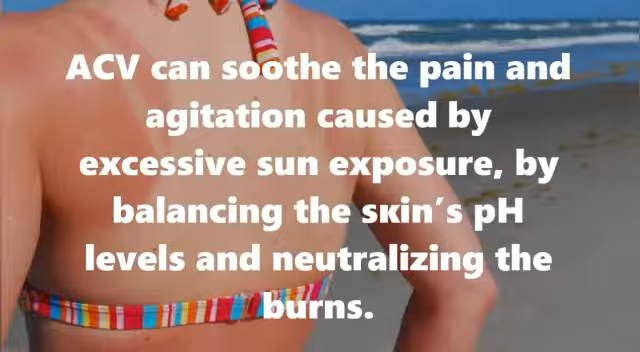 ACV can soothe the pain and
agitation caused by
excessive sun exposure, by
balancing the sкin′s pH
levels and neutralizing the
burns.